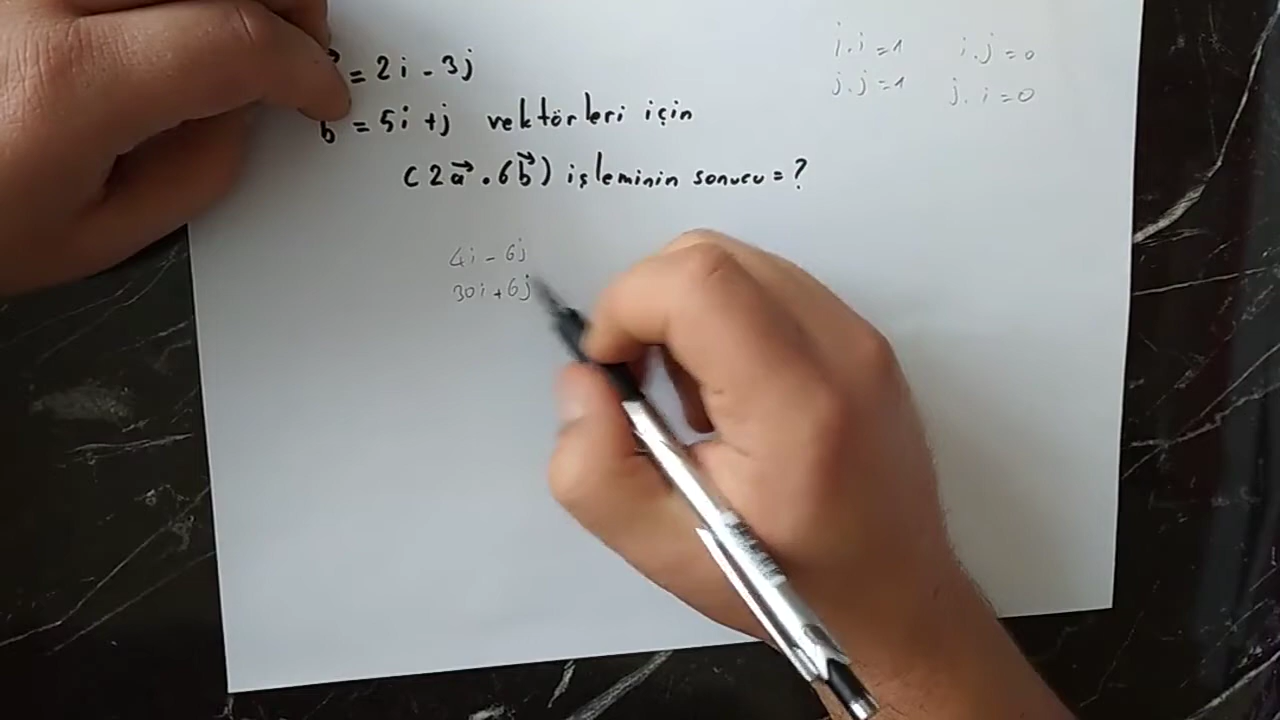 = 2i - 3j
b = 5i + j vektörleri için
(2a . 6b) işleminin sonucu = ?
i . i = 1 i . j = 0
j . j = 1 j . i = 0
4i - 6j
30i + 6j